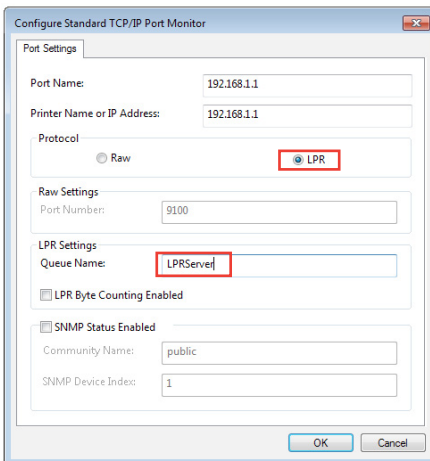 Configure Standard TCP/IP Port Monitor
Port Settings
Port Name: 192.168.1.1
Printer Name or IP Address: 192.168.1.1
Protocol
Raw LPR
Raw Settings
Port Number: 9100
LPR Settings
Queue Name: LPRServer
LPR Byte Counting Enabled
SNMP Status Enabled
Community Name: public
SNMP Device Index: 1
OK Cancel